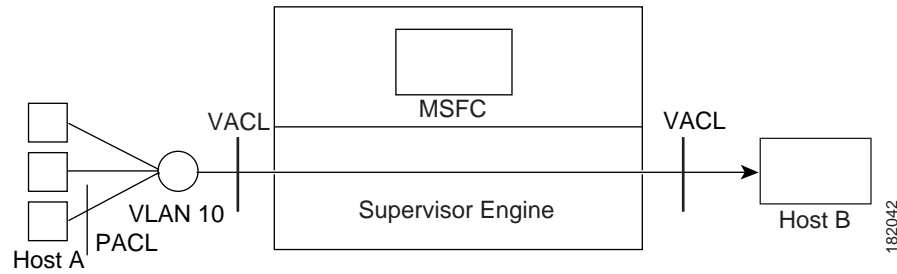 MSFC
VACL
VACL
VLAN 10
Supervisor Engine
Host B
PACL
Host A
182042